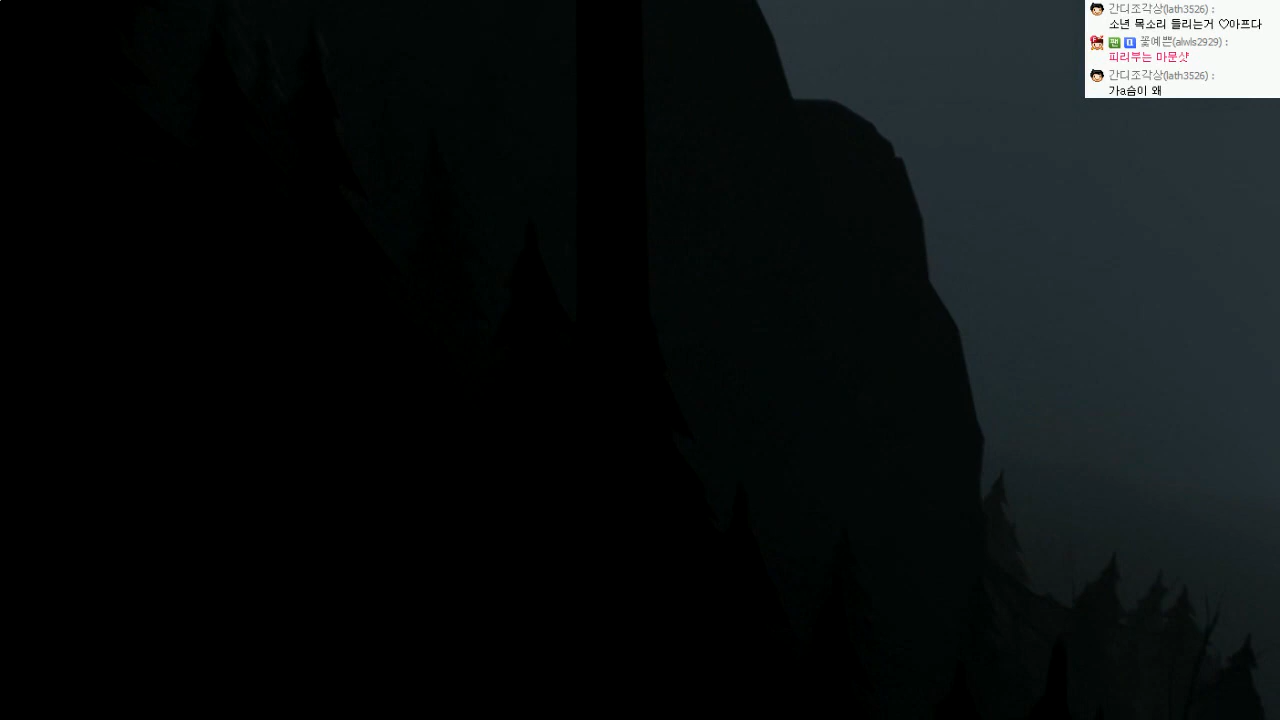 간디조각상(lath3526) :
소년 목소리 들리는거 ♡아프다
팬 꽃예쁜(alwls2929) :
피리부는 마문샷
간디조각상(lath3526) :
가a슴이 왜